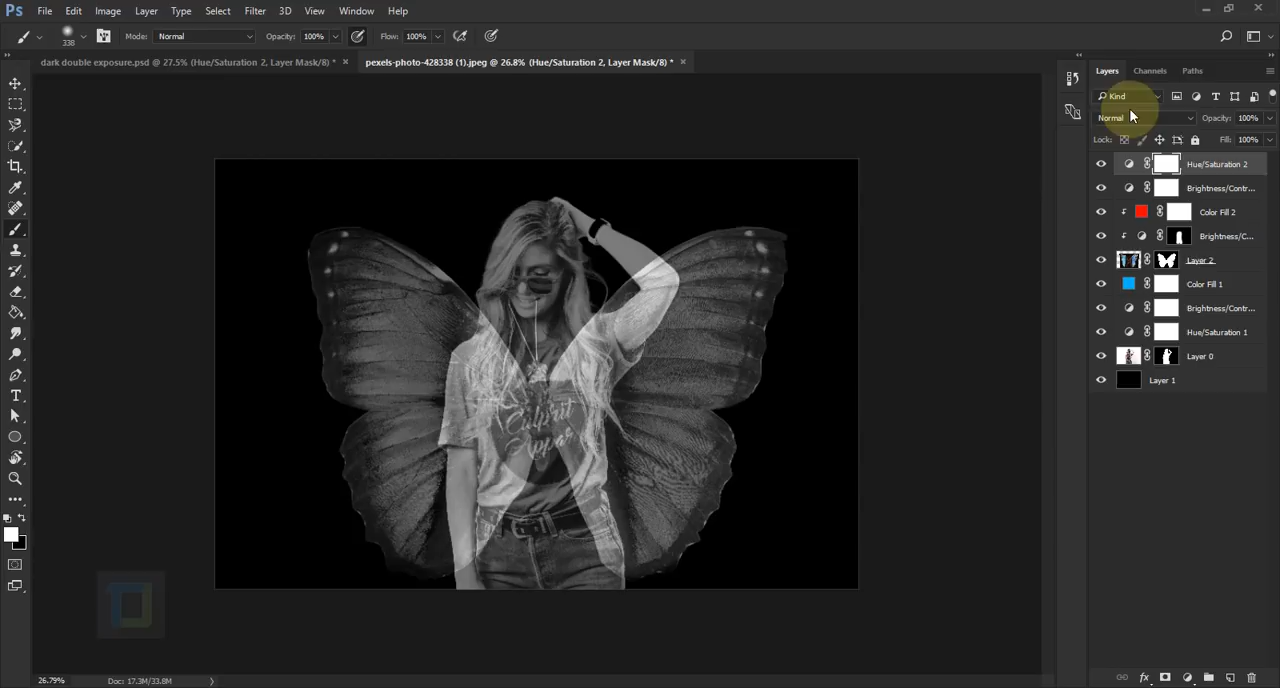 Ps File Edit Image Layer Type Select Filter 3D View Window Help
338 Mode: Normal Opacity: 100% Flow: 100%
dark double exposure.psd @ 27.5% (Hue/Saturation 2, Layer Mask/8) * × pexels-photo-428338 (1).jpeg @ 26.8% (Hue/Saturation 2, Layer Mask/8) * ×
Layers Channels Paths
Kind
Normal Opacity: 100%
Lock: Fill: 100%
Hue/Saturation 2
Brightness/Contr...
Color Fill 2
Brightness/C...
Layer 2
Color Fill 1
Brightness/Contr...
Hue/Saturation 1
Layer 0
Layer 1
fx
26.79% Doc: 17.3M/33.8M